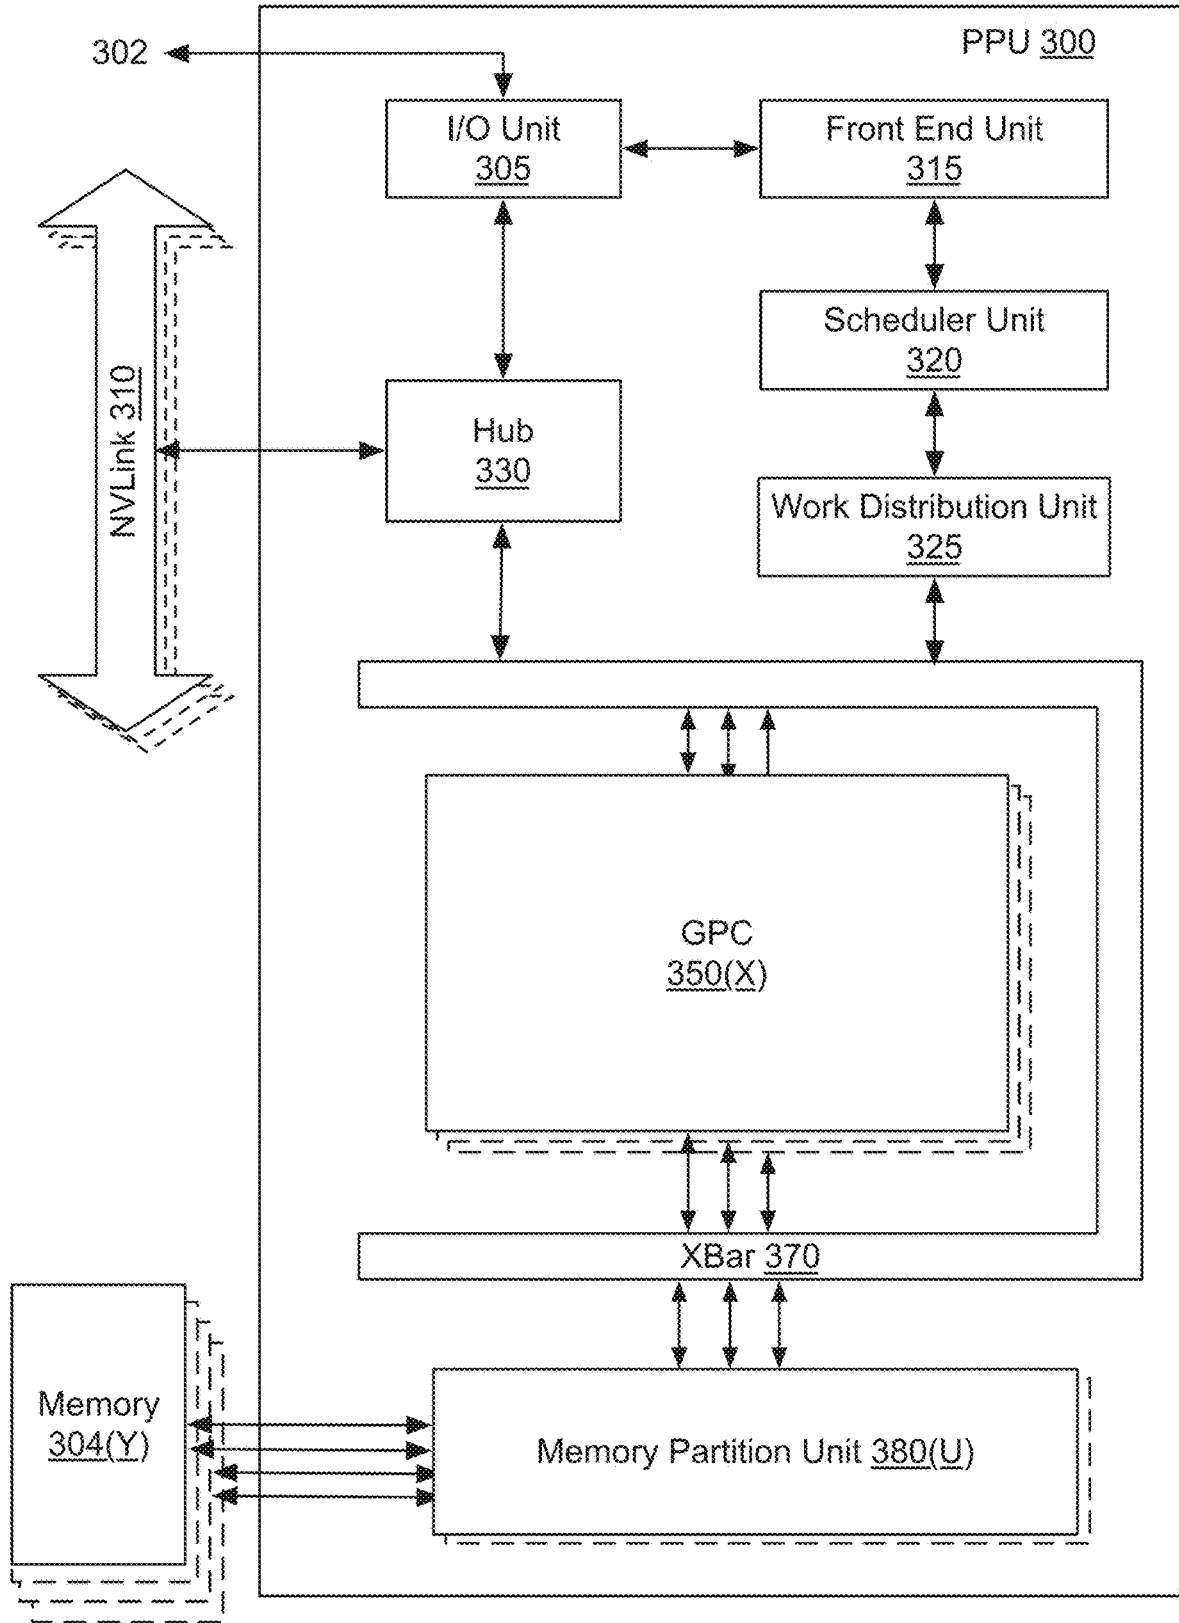 PPU 300
302
I/O Unit
305
Front End Unit
315
Scheduler Unit
320
NVLink 310
Hub
330
Work Distribution Unit
325
GPC
350(X)
XBar 370
Memory
304(Y)
Memory Partition Unit 380(U)